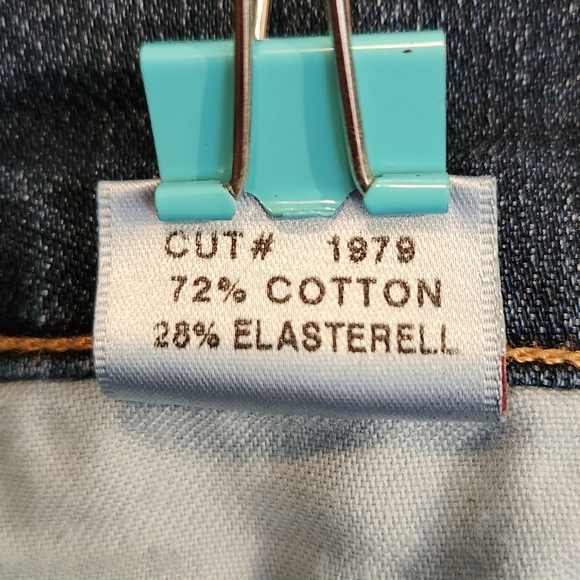 CUT# 1979
72% COTTON
28% ELASTERELL